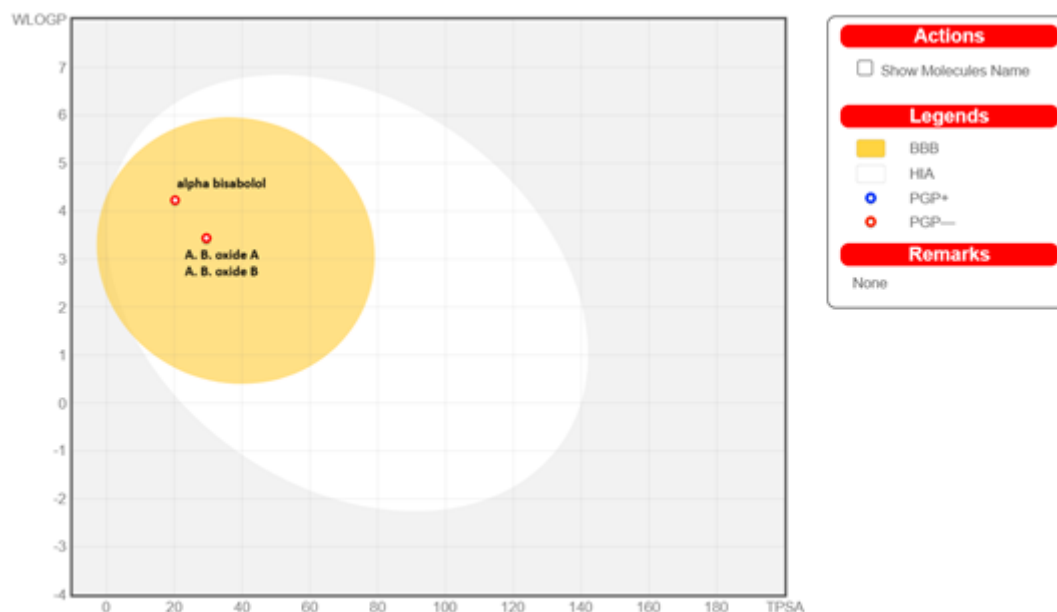 WLOGP
7
6
5
4
3
2
1
0
-1
-2
-3
-4
0 20 40 60 80 100 120 140 160 180 TPSA
alpha bisabolol
A. B. oxide A
A. B. oxide B
Actions
Show Molecules Name
Legends
BBB
HIA
PGP+
PGP—
Remarks
None